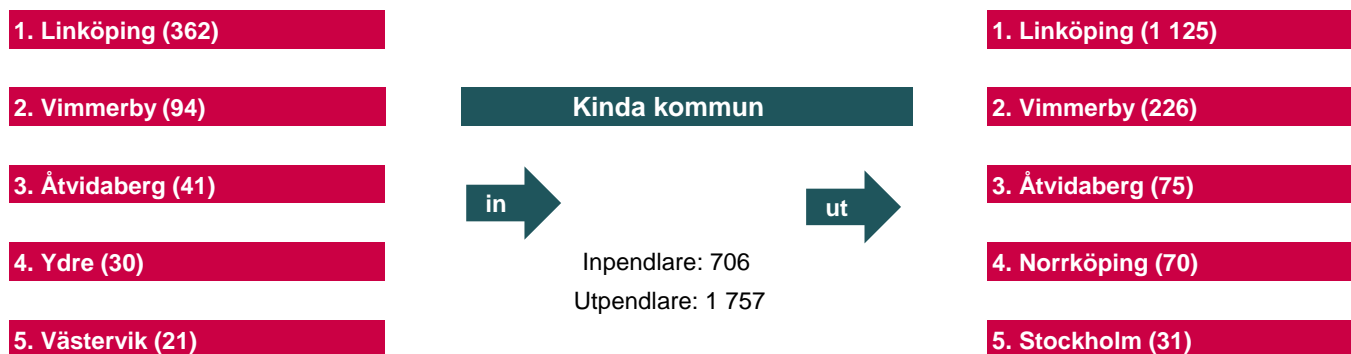 1. Linköping (362)
2. Vimmerby (94)
3. Åtvidaberg (41)
4. Ydre (30)
5. Västervik (21)
Kinda kommun
in
ut
Inpendlare: 706
Utpendlare: 1 757
1. Linköping (1 125)
2. Vimmerby (226)
3. Åtvidaberg (75)
4. Norrköping (70)
5. Stockholm (31)